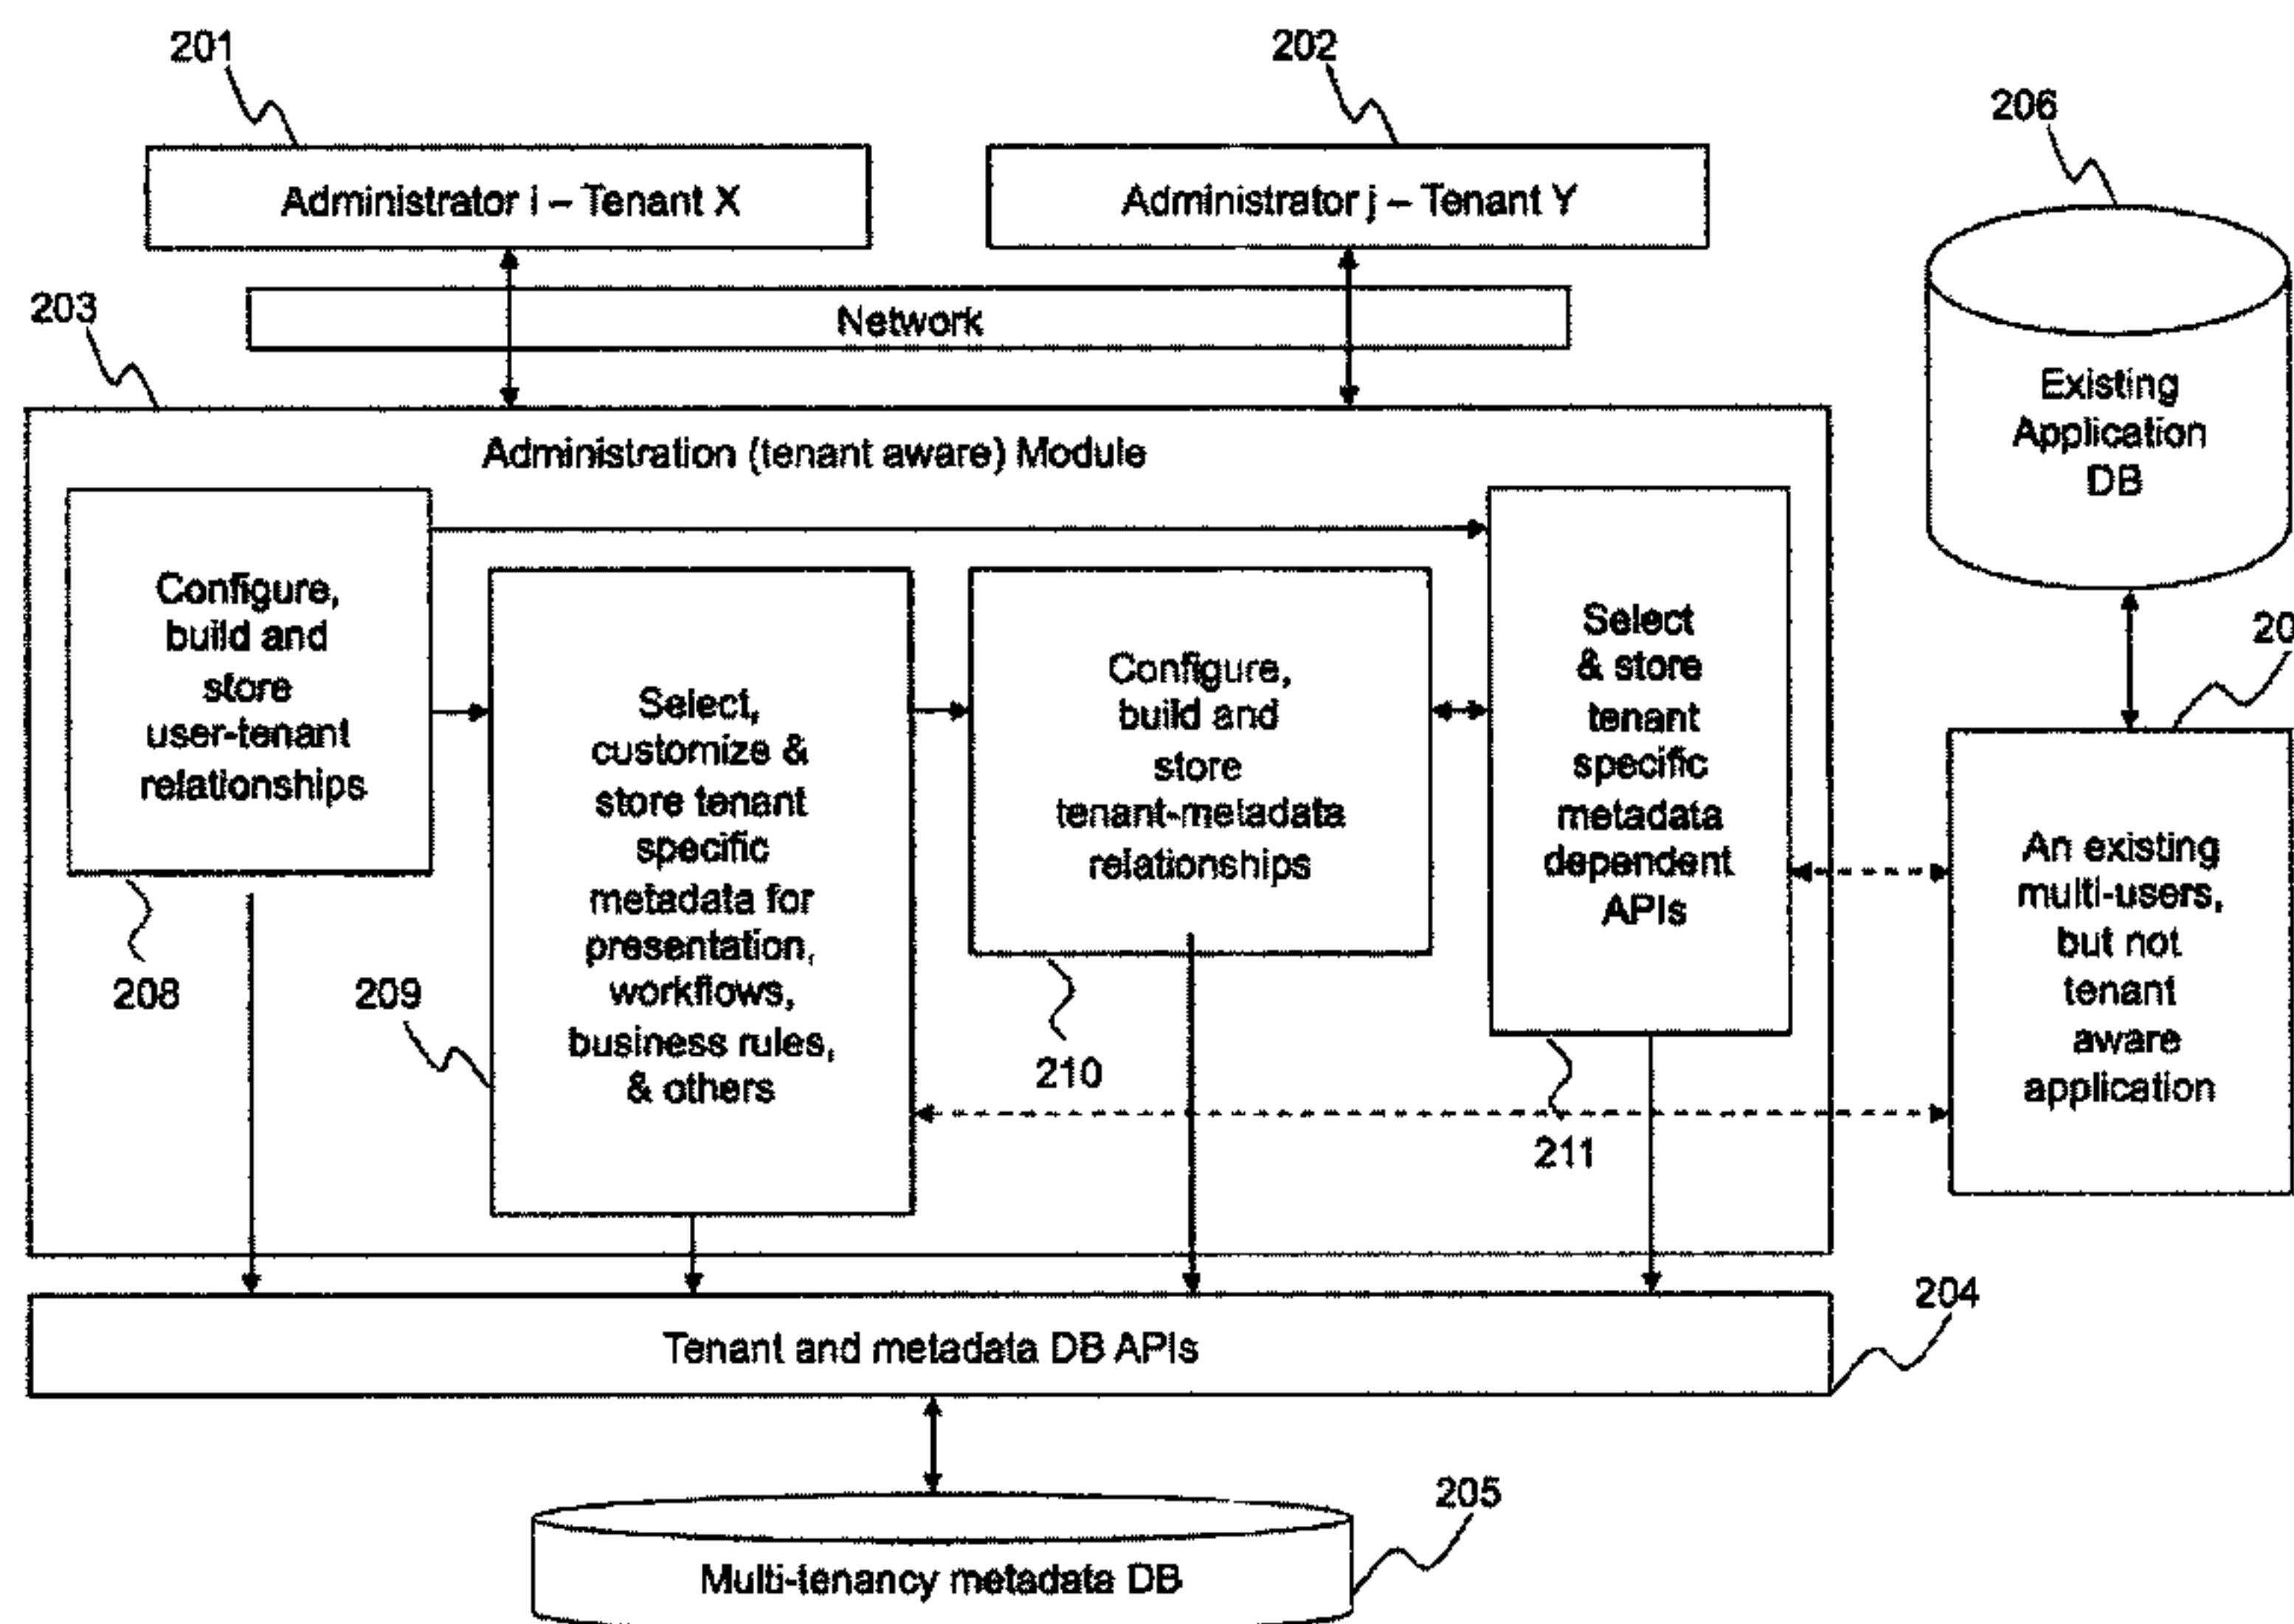 201
202
206
Administrator i – Tenant X
Administrator j – Tenant Y
203
Network
Existing
Application
DB
Administration (tenant aware) Module
Configure,
build and
store
user-tenant
relationships
Select,
customize &
store tenant
specific
metadata for
presentation,
workflows,
business rules,
& others
Configure,
build and
store
tenant-metadata
relationships
Select
& store
tenant
specific
metadata
dependent
APIs
20
An existing
multi-users,
but not
tenant
aware
application
208
209
210
211
204
Tenant and metadata DB APIs
205
Multi-tenancy metadata DB